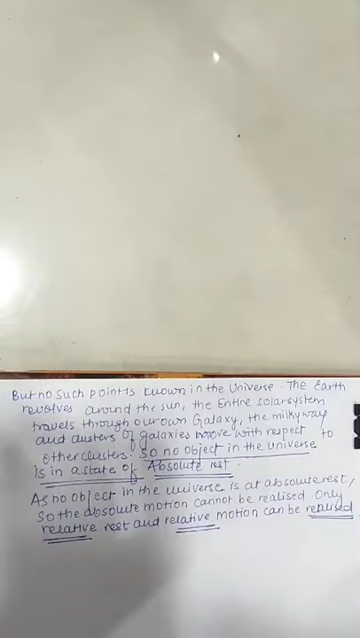 But no such point is known in the Universe. The Earth
revolves around the sun, the Entire solar system
travels through our own Galaxy, the milky way
and clusters of galaxies move with respect to
other clusters. So no object in the universe
is in a state of Absolute rest.
As no object in the universe is at absolute rest,
so the absolute motion cannot be realised only
relative rest and relative motion can be realised